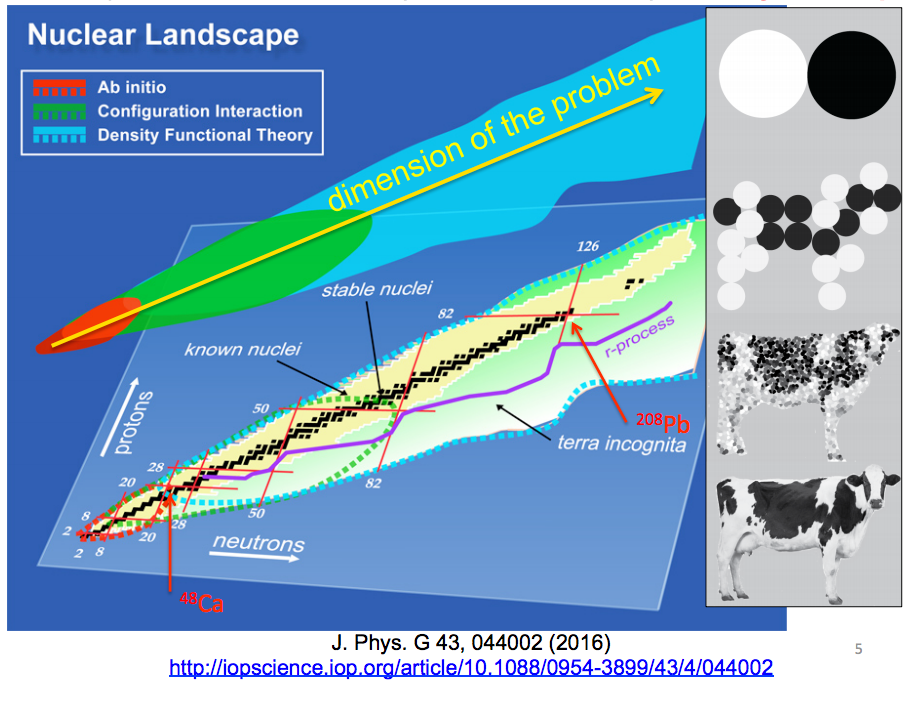 Nuclear Landscape
Ab initio
Configuration Interaction
Density Functional Theory
dimension of the problem
126
stable nuclei
82
known nuclei
r-process
protons
50
208Pb
terra incognita
28
82
20
8
50
28
2
20
neutrons
2 8
48Ca
J. Phys. G 43, 044002 (2016)
5
http://iopscience.iop.org/article/10.1088/0954-3899/43/4/044002